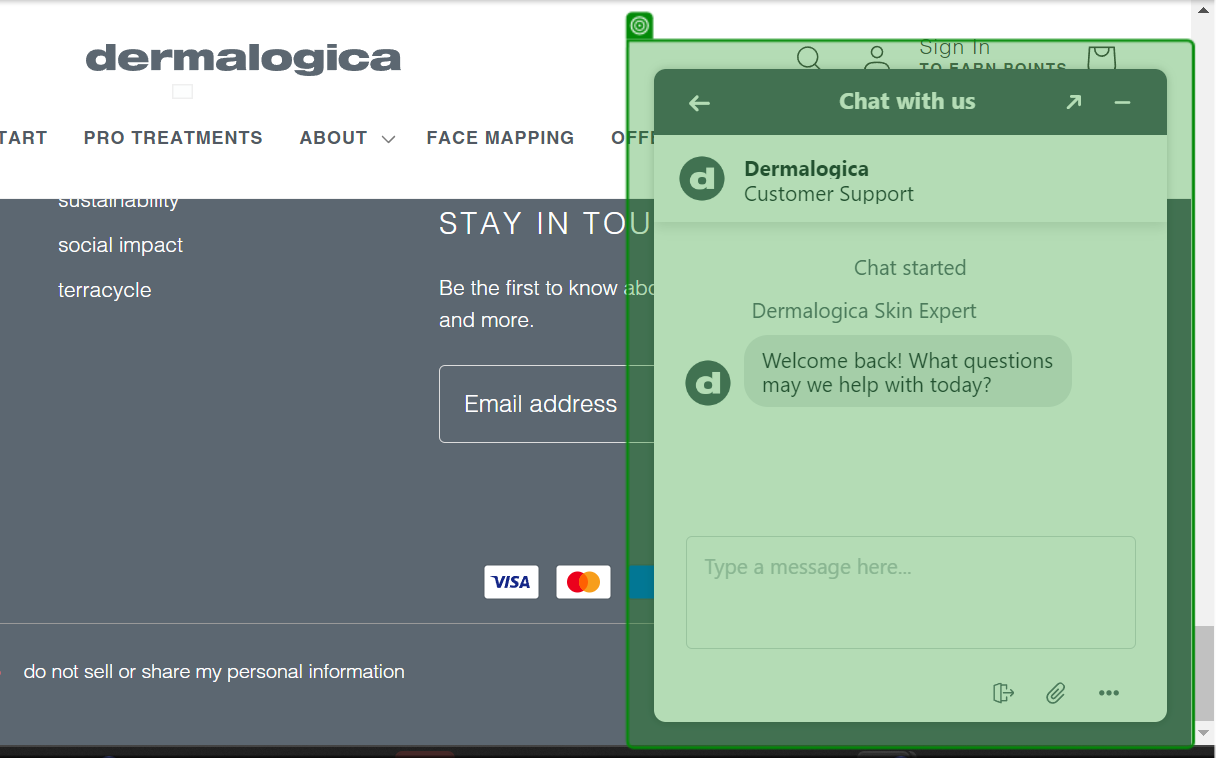 dermalogica
Sign In
TO EARN POINTS
TART PRO TREATMENTS ABOUT FACE MAPPING OFF
sustainability
social impact
terracycle
STAY IN TOU
Be the first to know abo
and more.
Email address
VISA
do not sell or share my personal information
Chat with us
d
Dermalogica
Customer Support
Chat started
Dermalogica Skin Expert
d
Welcome back! What questions
may we help with today?
Type a message here...